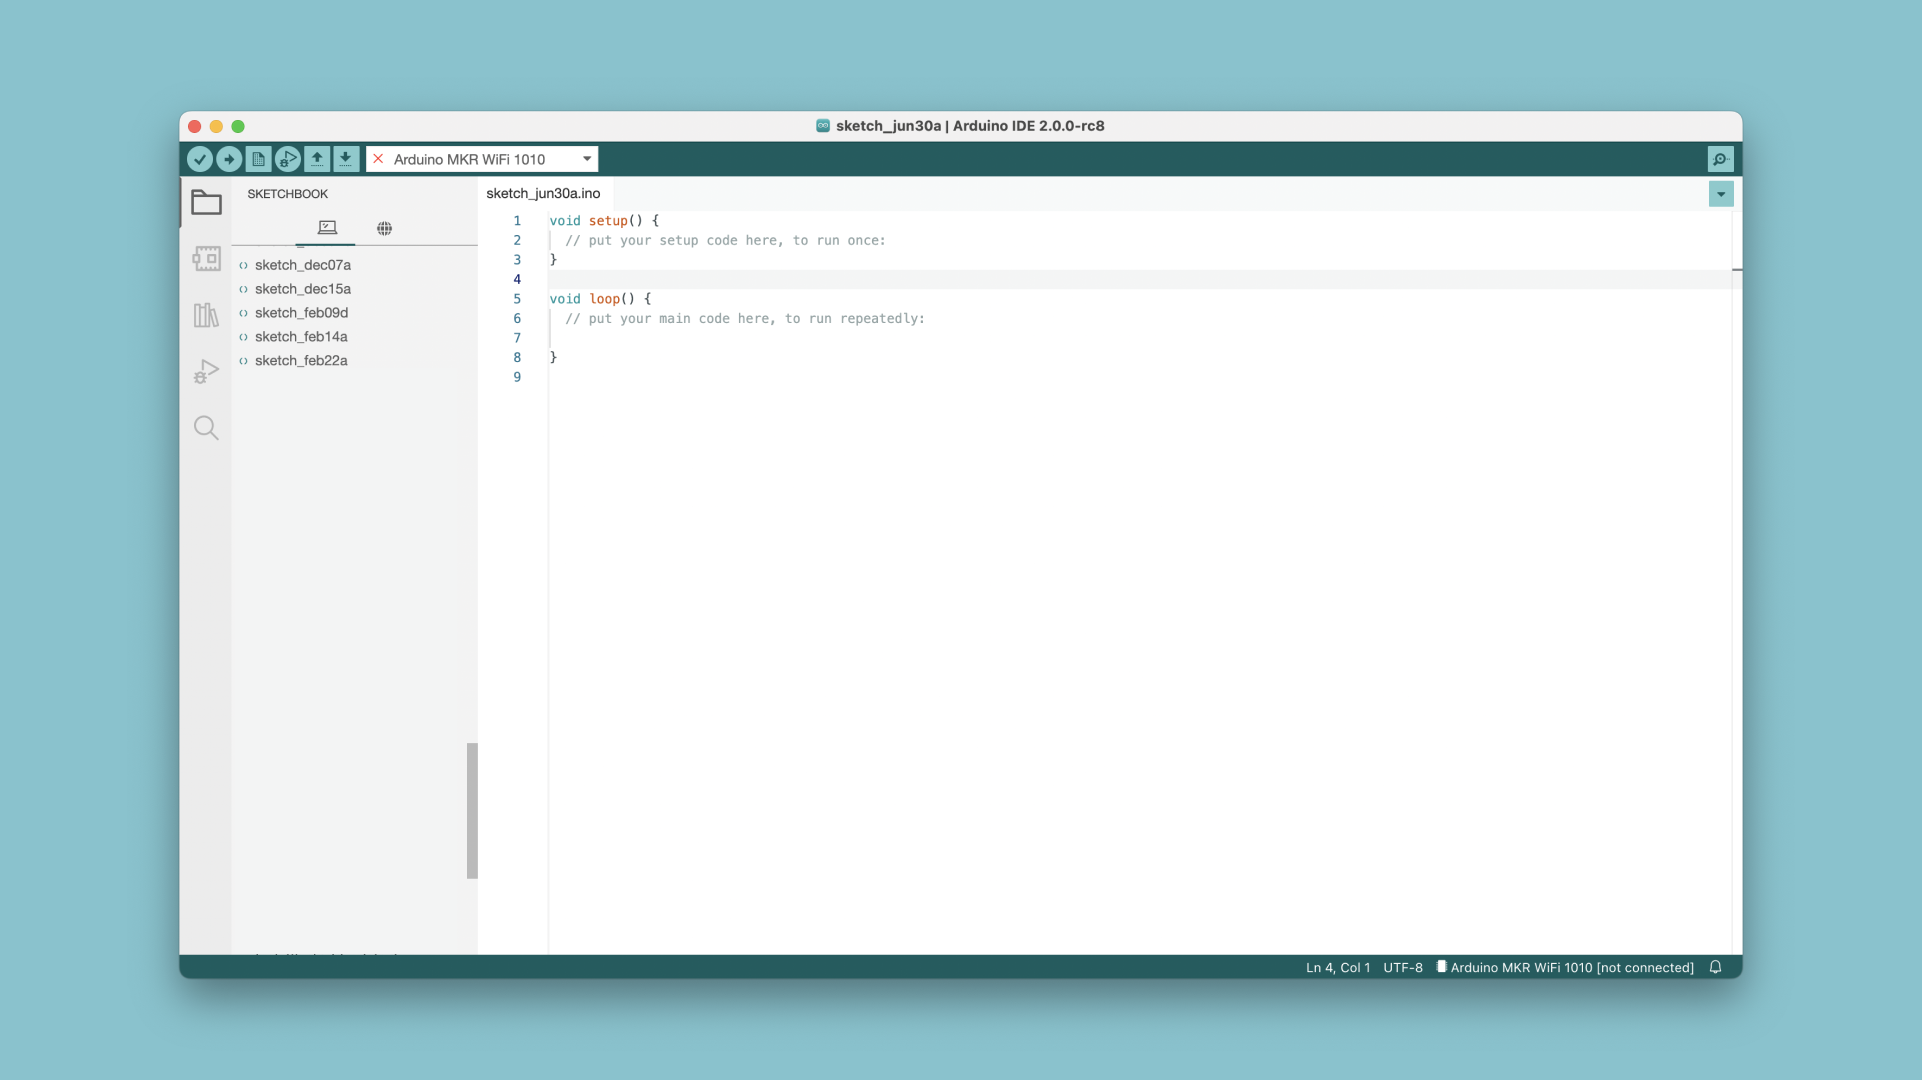 sketch_jun30a | Arduino IDE 2.0.0-rc8
Arduino MKR WiFi 1010
SKETCHBOOK
sketch_dec07a
sketch_dec15a
sketch_feb09d
sketch_feb14a
sketch_feb22a
sketch_jun30a.ino
1 void setup() {
2 // put your setup code here, to run once:
3 }
4
5 void loop() {
6 // put your main code here, to run repeatedly:
7
8 }
9
Ln 4, Col 1 UTF-8 Arduino MKR WiFi 1010 [not connected]